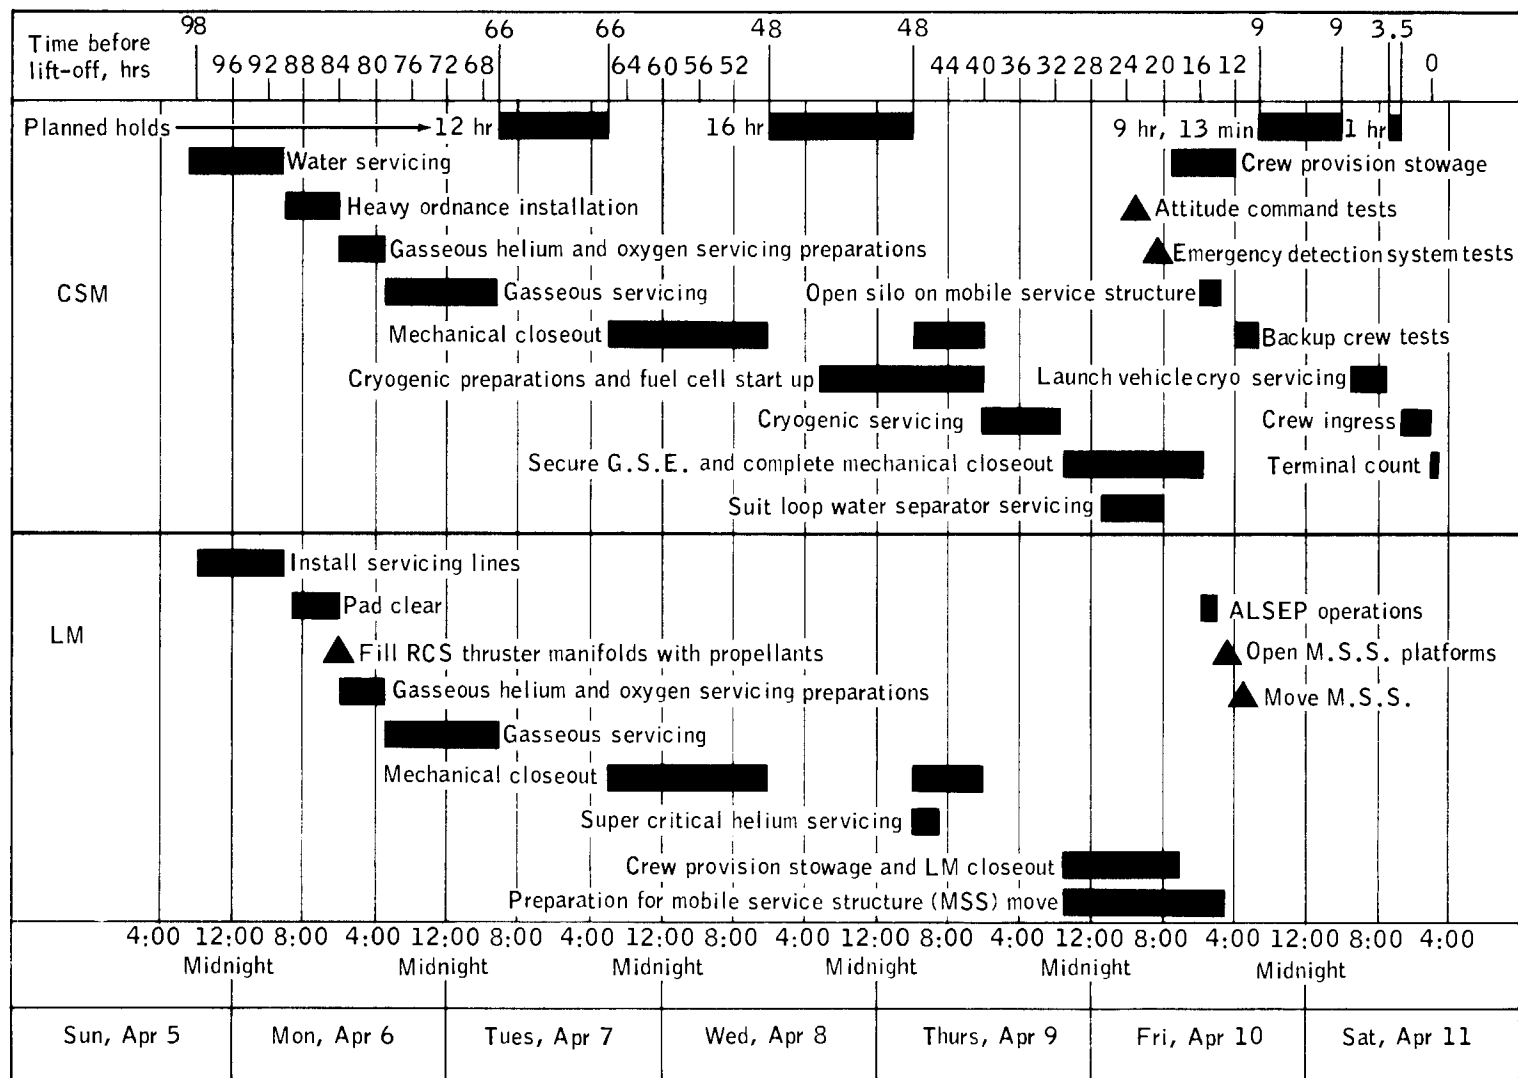 98 66 66 48 48 9 9 3.5
Time before
lift-off, hrs
96 92 88 84 80 76 72 68 64 60 56 52 44 40 36 32 28 24 20 16 12 0
Planned holds 12 hr 16 hr 9 hr, 13 min 1 hr
Water servicing Crew provision stowage
Heavy ordnance installation Attitude command tests
Gasseous helium and oxygen servicing preparations Emergency detection system tests
CSM Gasseous servicing Open silo on mobile service structure
Mechanical closeout Backup crew tests
Cryogenic preparations and fuel cell start up Launch vehicle cryo servicing
Cryogenic servicing Crew ingress
Secure G.S.E. and complete mechanical closeout Terminal count
Suit loop water separator servicing
Install servicing lines
Pad clear ALSEP operations
LM
Fill RCS thruster manifolds with propellants Open M.S.S. platforms
Gasseous helium and oxygen servicing preparations Move M.S.S.
Gasseous servicing
Mechanical closeout
Super critical helium servicing
Crew provision stowage and LM closeout
Preparation for mobile service structure (MSS) move
4:00 12:00 8:00 4:00 12:00 8:00 4:00 12:00 8:00 4:00 12:00 8:00 4:00 12:00 8:00 4:00 12:00 8:00 4:00
Midnight Midnight Midnight Midnight Midnight Midnight
Sun, Apr 5 Mon, Apr 6 Tues, Apr 7 Wed, Apr 8 Thurs, Apr 9 Fri, Apr 10 Sat, Apr 11